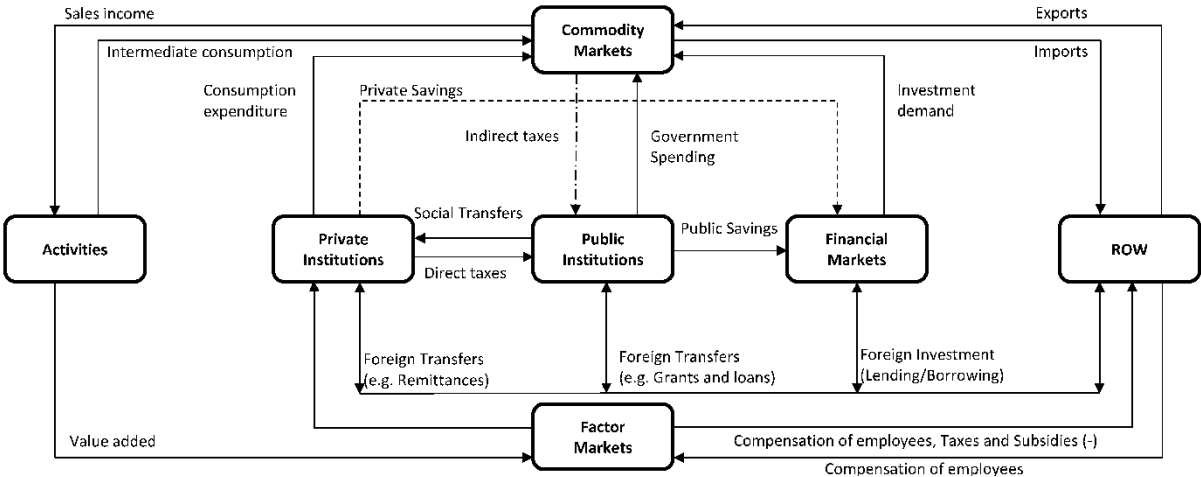 Sales income
Commodity
Markets
Exports
Intermediate consumption
Imports
Consumption
expenditure
Private Savings
Investment
demand
Indirect taxes
Government
Spending
Activities
Private
Institutions
Social Transfers
Direct taxes
Public
Institutions
Public Savings
Financial
Markets
ROW
Foreign Transfers
(e.g. Remittances)
Foreign Transfers
(e.g. Grants and loans)
Foreign Investment
(Lending/Borrowing)
Value added
Factor
Markets
Compensation of employees, Taxes and Subsidies (-)
Compensation of employees